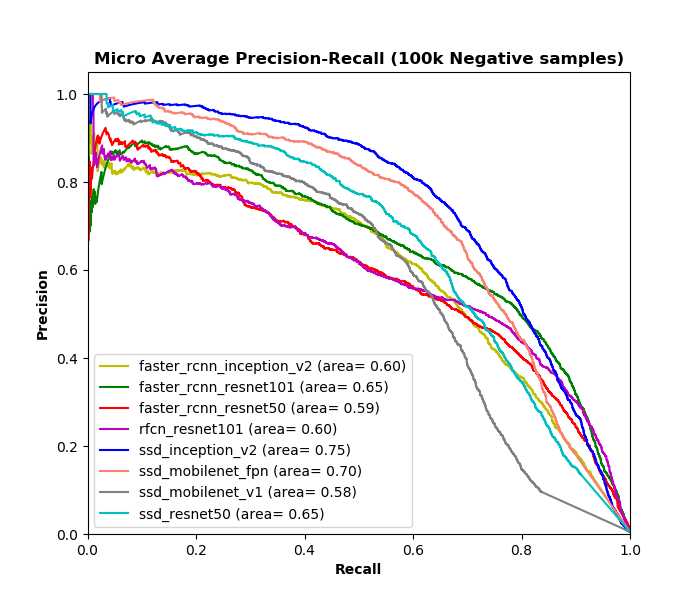 Micro Average Precision-Recall (100k Negative samples)
1.0
0.8
0.6
0.4
0.2
0.0
Precision
faster_rcnn_inception_v2 (area= 0.60)
faster_rcnn_resnet101 (area= 0.65)
faster_rcnn_resnet50 (area= 0.59)
rfcn_resnet101 (area= 0.60)
ssd_inception_v2 (area= 0.75)
ssd_mobilenet_fpn (area= 0.70)
ssd_mobilenet_v1 (area= 0.58)
ssd_resnet50 (area= 0.65)
0.0 0.2 0.4 0.6 0.8 1.0
Recall